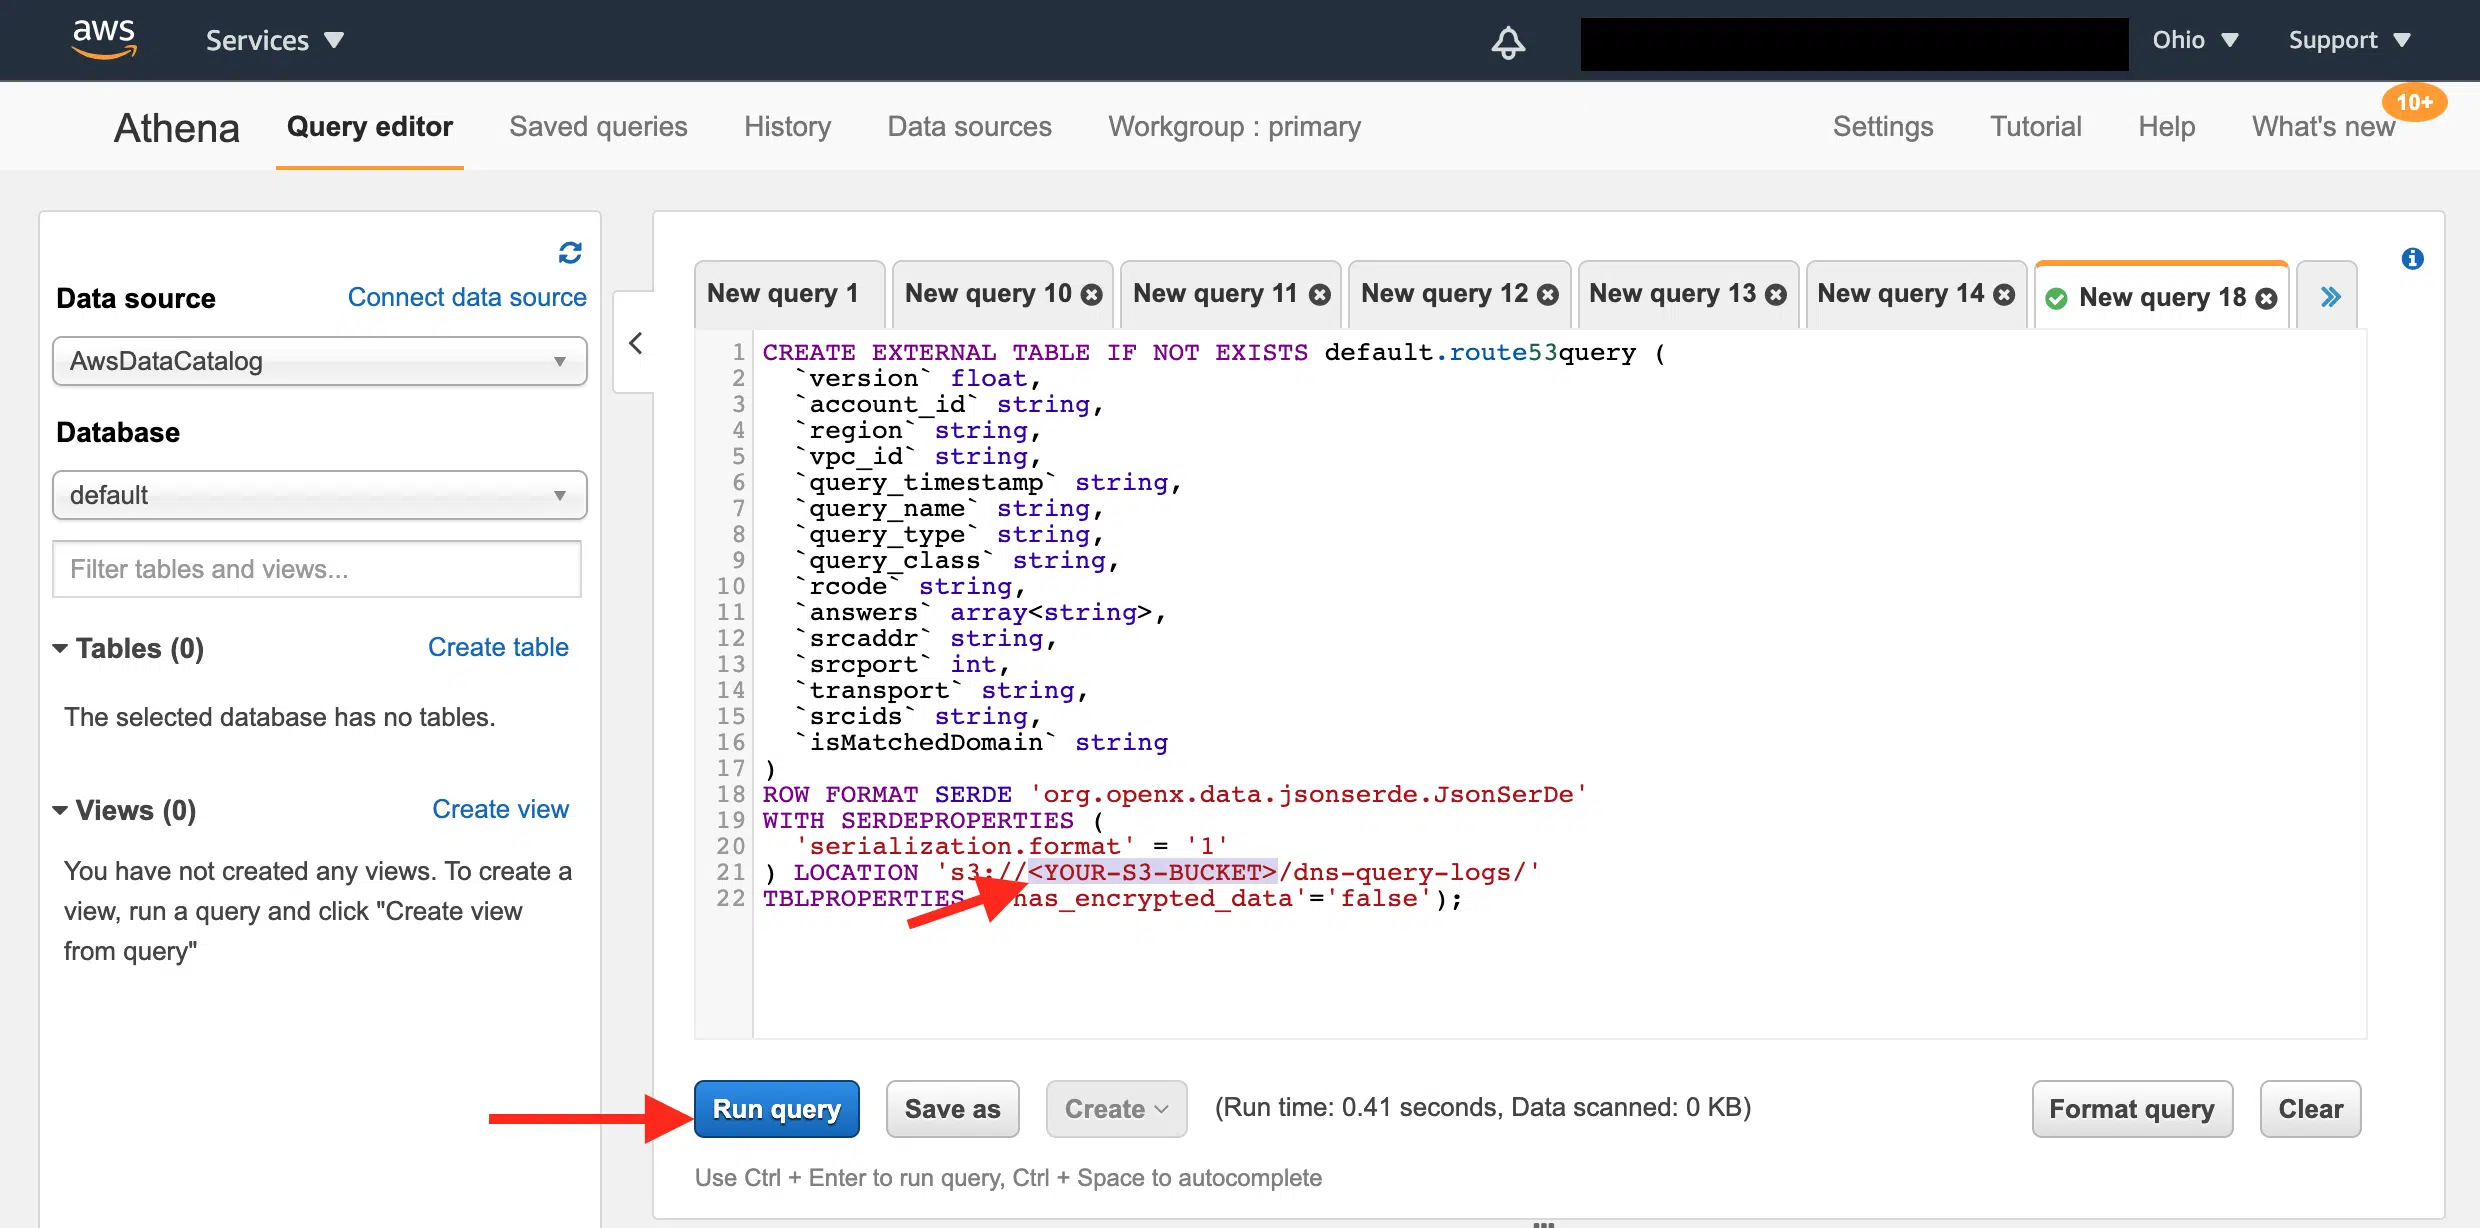 aws Services Ohio Support
10+
Athena Query editor Saved queries History Data sources Workgroup : primary Settings Tutorial Help What's new
Data source Connect data source
AwsDataCatalog
Database
default
Filter tables and views...
Tables (0) Create table
The selected database has no tables.
Views (0) Create view
You have not created any views. To create a
view, run a query and click "Create view
from query"
New query 1 New query 10 New query 11 New query 12 New query 13 New query 14 New query 18
1 CREATE EXTERNAL TABLE IF NOT EXISTS default.route53query (
2 `version` float,
3 `account_id` string,
4 `region` string,
5 `vpc_id` string,
6 `query_timestamp` string,
7 `query_name` string,
8 `query_type` string,
9 `query_class` string,
10 `rcode` string,
11 `answers` array<string>,
12 `srcaddr` string,
13 `srcport` int,
14 `transport` string,
15 `srcids` string,
16 `isMatchedDomain` string
17 )
18 ROW FORMAT SERDE 'org.openx.data.jsonserde.JsonSerDe'
19 WITH SERDEPROPERTIES (
20 'serialization.format' = '1'
21 ) LOCATION 's3://<YOUR-S3-BUCKET>/dns-query-logs/'
22 TBLPROPERTIES has_encrypted_data'='false');
Run query Save as Create (Run time: 0.41 seconds, Data scanned: 0 KB) Format query Clear
Use Ctrl + Enter to run query, Ctrl + Space to autocomplete